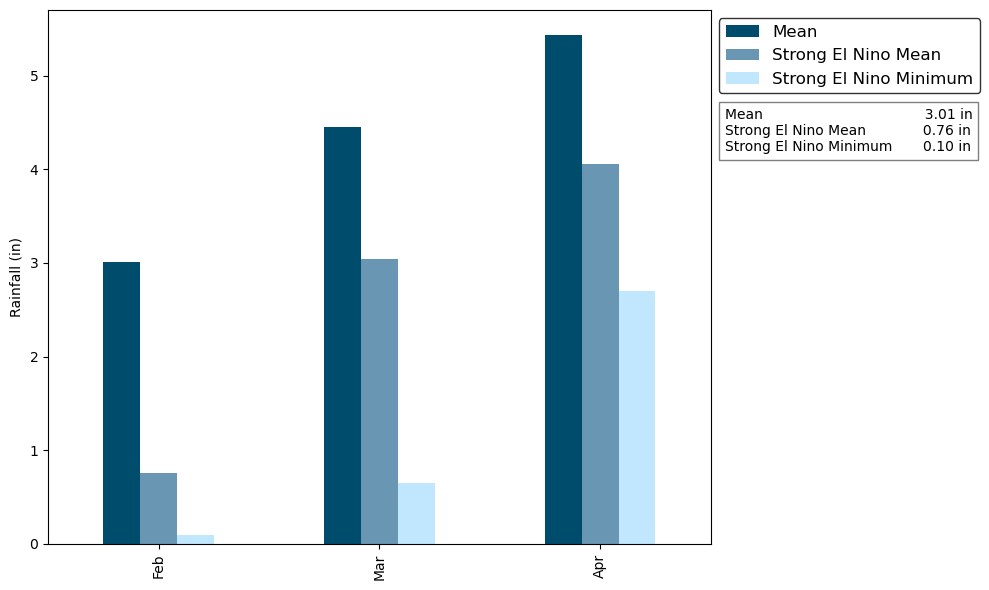 Mean
Strong El Nino Mean
Strong El Nino Minimum
Mean 3.01 in
Strong El Nino Mean 0.76 in
Strong El Nino Minimum 0.10 in
Rainfall (in)
5
4
3
2
1
0
Feb
Mar
Apr